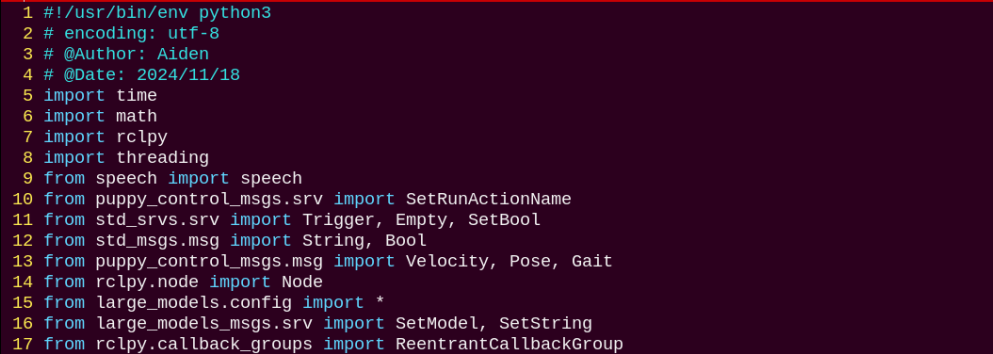 1 #!/usr/bin/env python3
2 # encoding: utf-8
3 # @Author: Aiden
4 # @Date: 2024/11/18
5 import time
6 import math
7 import rclpy
8 import threading
9 from speech import speech
10 from puppy_control_msgs.srv import SetRunActionName
11 from std_srvs.srv import Trigger, Empty, SetBool
12 from std_msgs.msg import String, Bool
13 from puppy_control_msgs.msg import Velocity, Pose, Gait
14 from rclpy.node import Node
15 from large_models.config import *
16 from large_models_msgs.srv import SetModel, SetString
17 from rclpy.callback_groups import ReentrantCallbackGroup